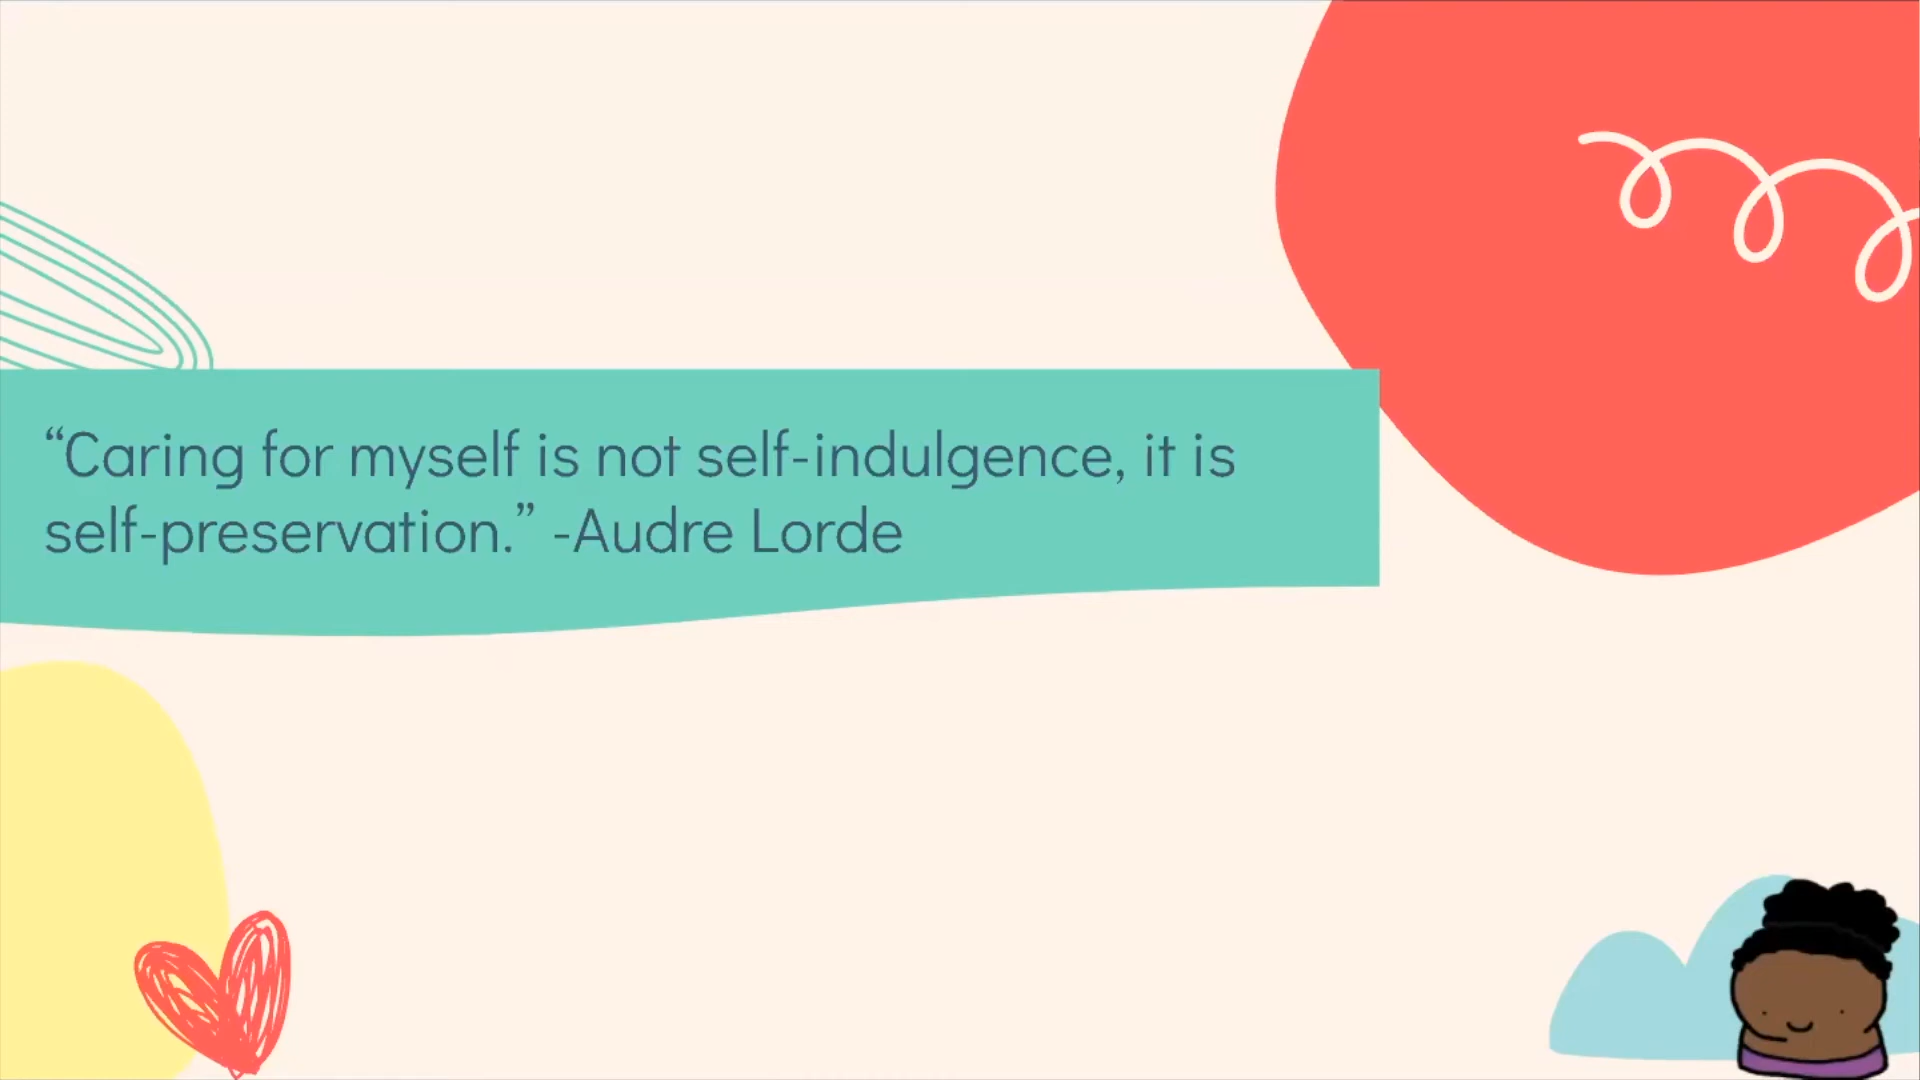 “Caring for myself is not self-indulgence, it is
self-preservation.” -Audre Lorde